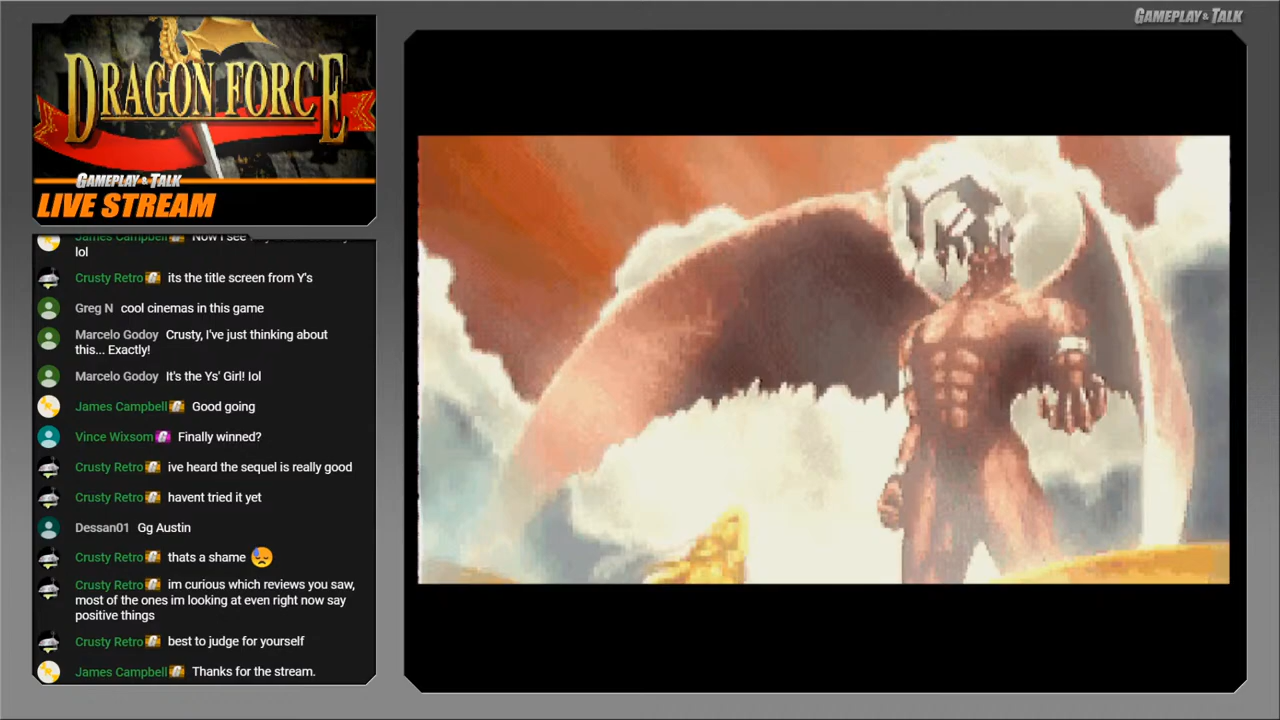 GAMEPLAY & TALK
DRAGON FORCE
GAMEPLAY & TALK
LIVE STREAM
James Campbell Now I see
lol
Crusty Retro its the title screen from Y's
Greg N cool cinemas in this game
Marcelo Godoy Crusty, I've just thinking about
this... Exactly!
Marcelo Godoy It's the Ys' Girl! lol
James Campbell Good going
Vince Wixsom Finally winned?
Crusty Retro ive heard the sequel is really good
Crusty Retro havent tried it yet
Dessan01 Gg Austin
Crusty Retro thats a shame
Crusty Retro im curious which reviews you saw,
most of the ones im looking at even right now say
positive things
Crusty Retro best to judge for yourself
James Campbell Thanks for the stream.